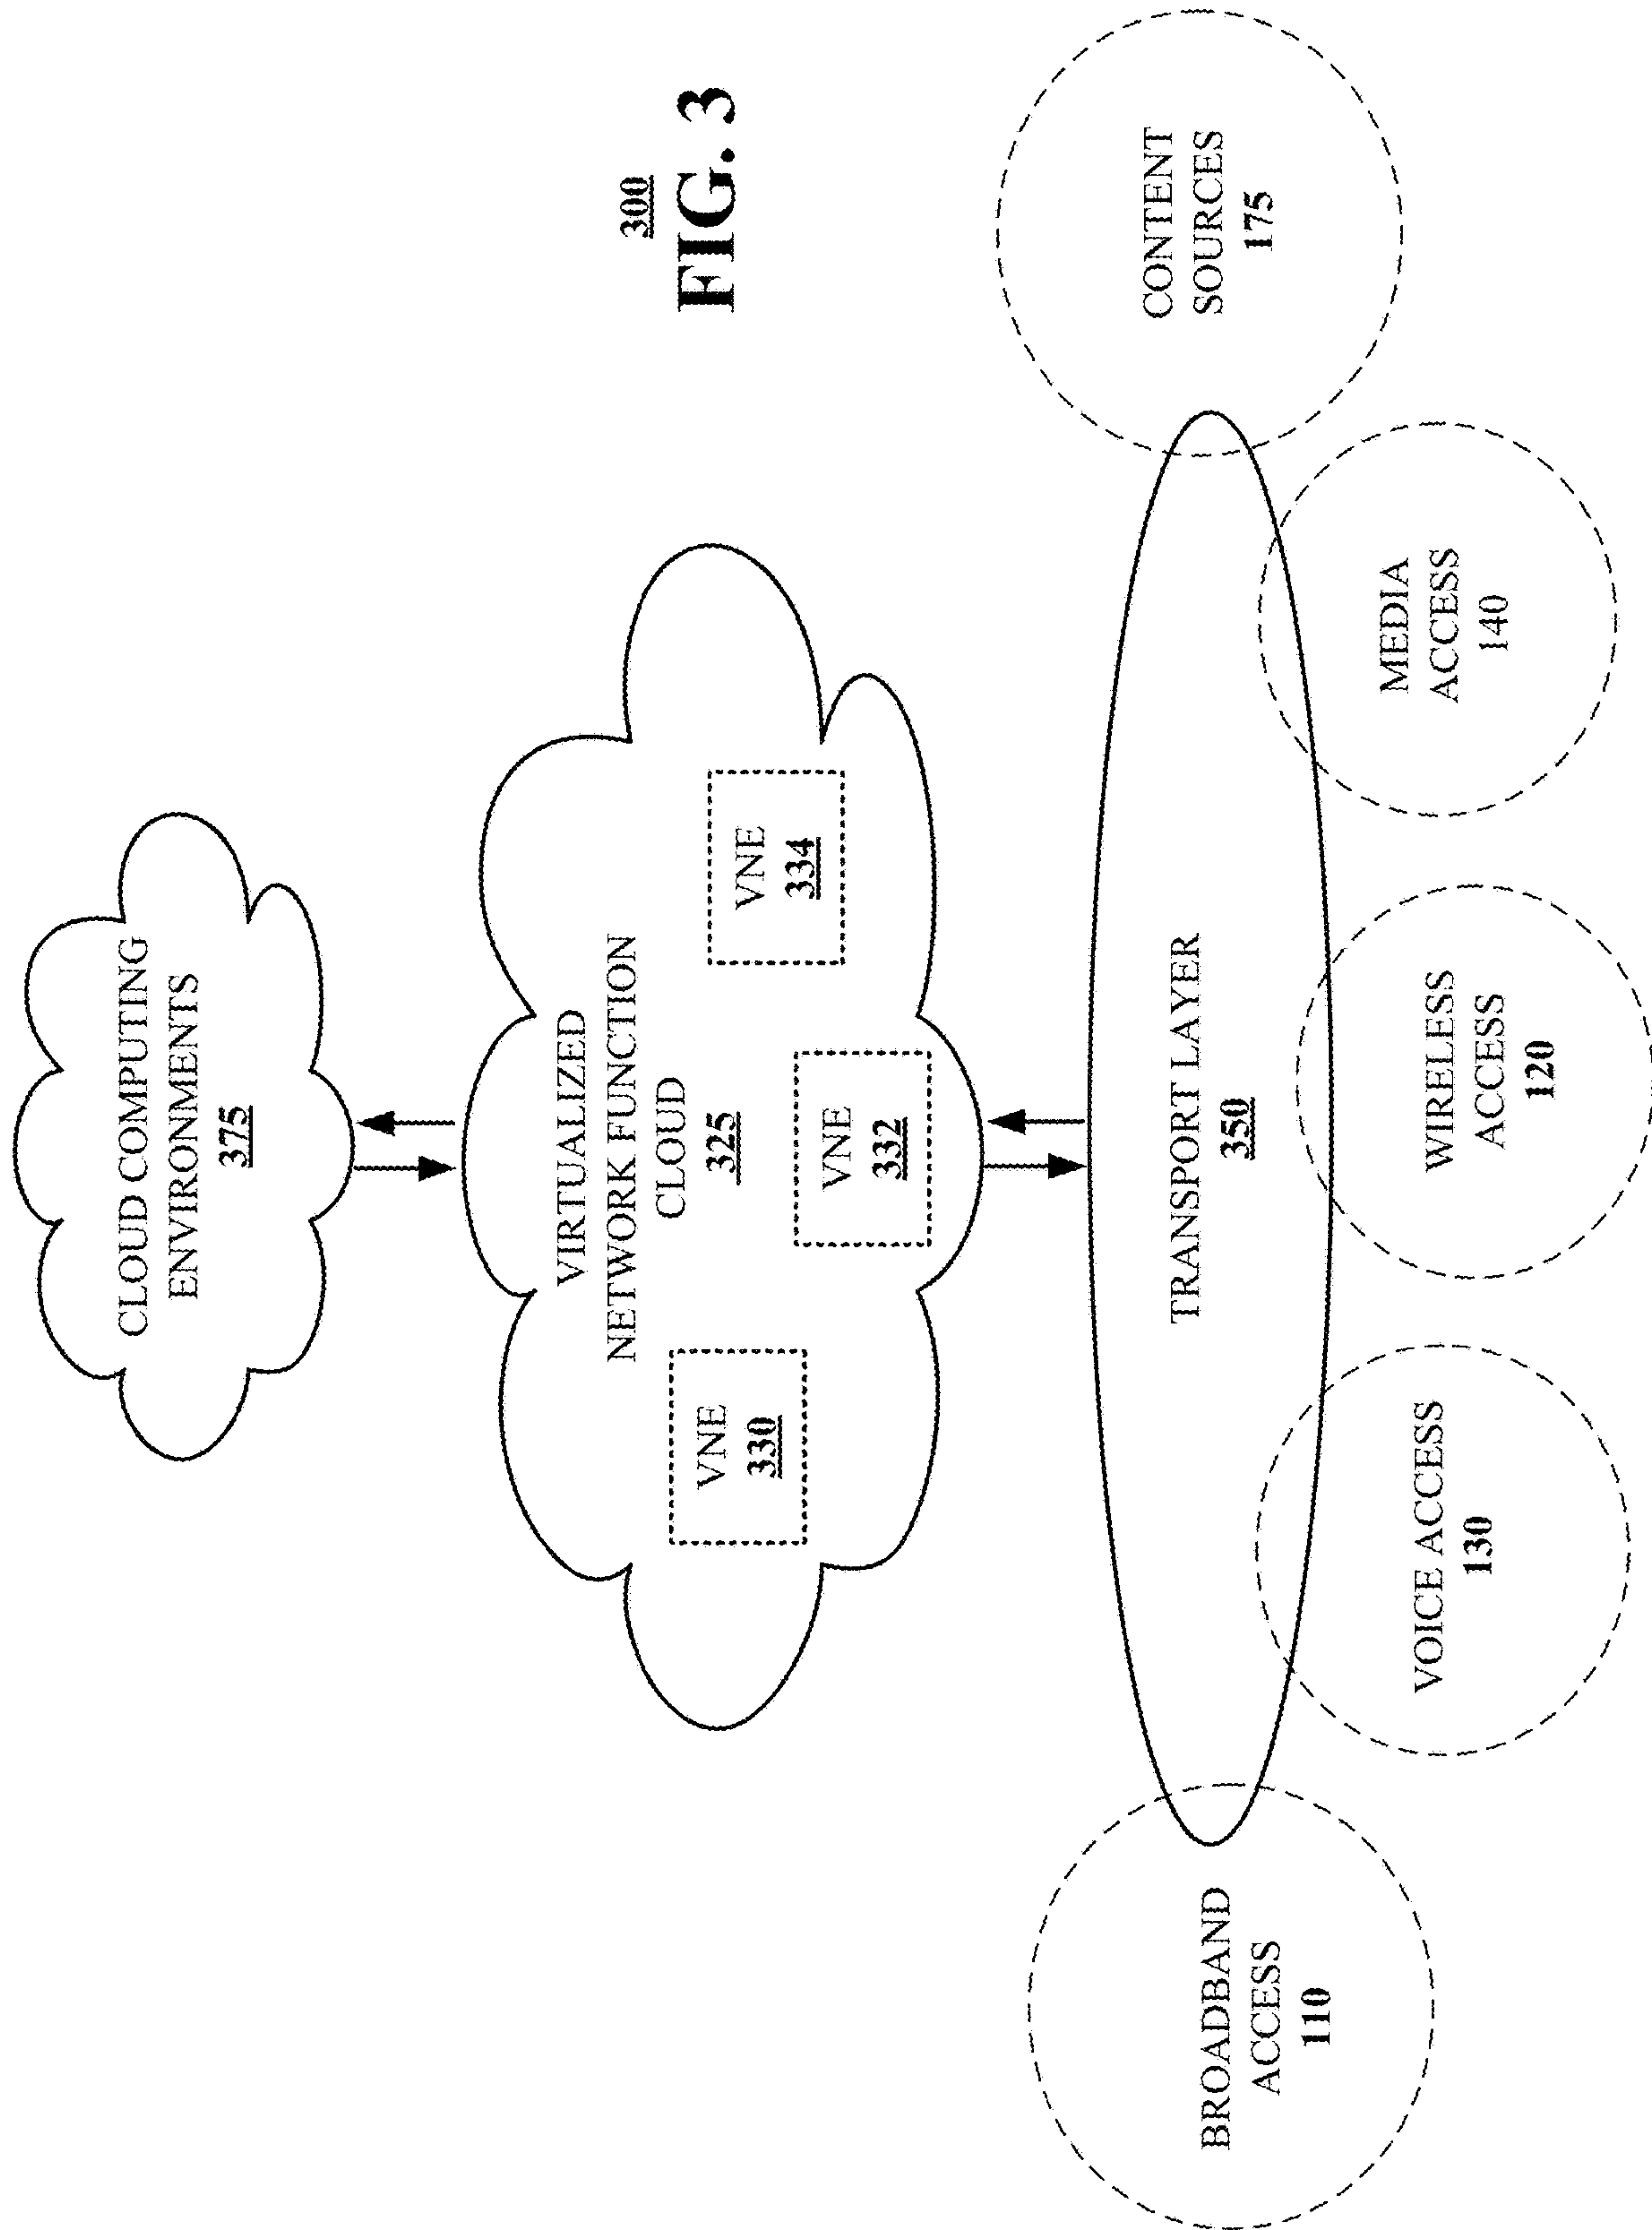 CLOUD COMPUTING
ENVIRONMENTS
375
VIRTUALIZED
NETWORK FUNCTION
CLOUD
325
VNE
330
VNE
332
VNE
334
300
FIG. 3
TRANSPORT LAYER
350
BROADBAND
ACCESS
110
VOICE ACCESS
130
WIRELESS
ACCESS
120
MEDIA
ACCESS
140
CONTENT
SOURCES
175